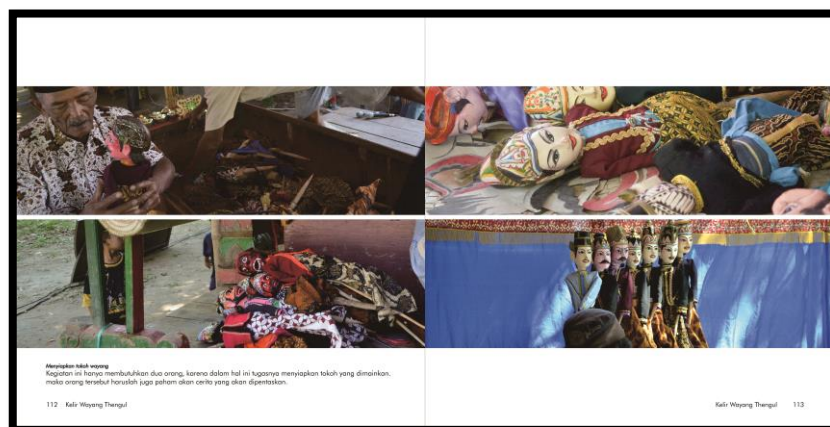 Menyiapkan tokoh wayang
Kegiatan ini hanya membutuhkan dua orang, karena dalam hal ini tugasnya menyiapkan tokoh yang dimainkan.
maka orang tersebut haruslah juga paham akan cerita yang akan dipentaskan.
112 Kelir Wayang Thengul
Kelir Wayang Thengul 113